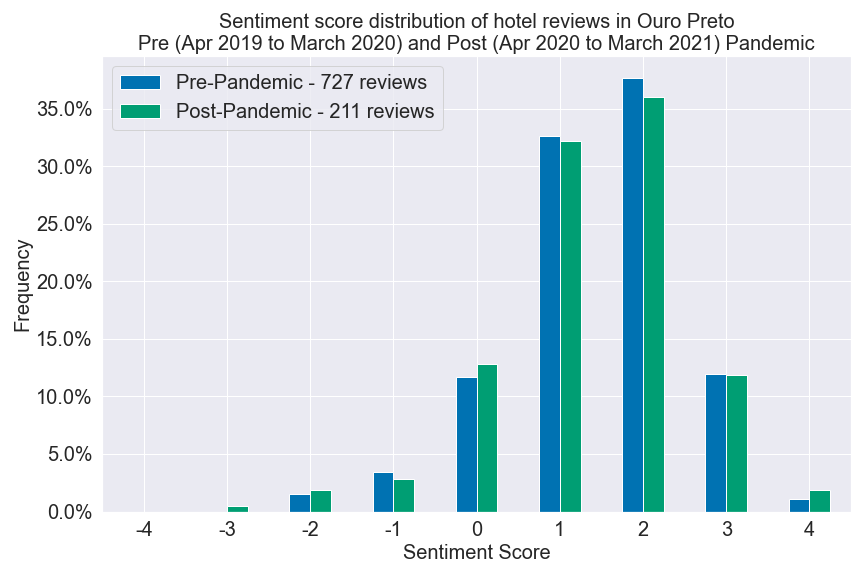 Sentiment score distribution of hotel reviews in Ouro Preto
Pre (Apr 2019 to March 2020) and Post (Apr 2020 to March 2021) Pandemic
Pre-Pandemic - 727 reviews
Post-Pandemic - 211 reviews
Frequency
35.0%
30.0%
25.0%
20.0%
15.0%
10.0%
5.0%
0.0%
-4 -3 -2 -1 0 1 2 3 4
Sentiment Score